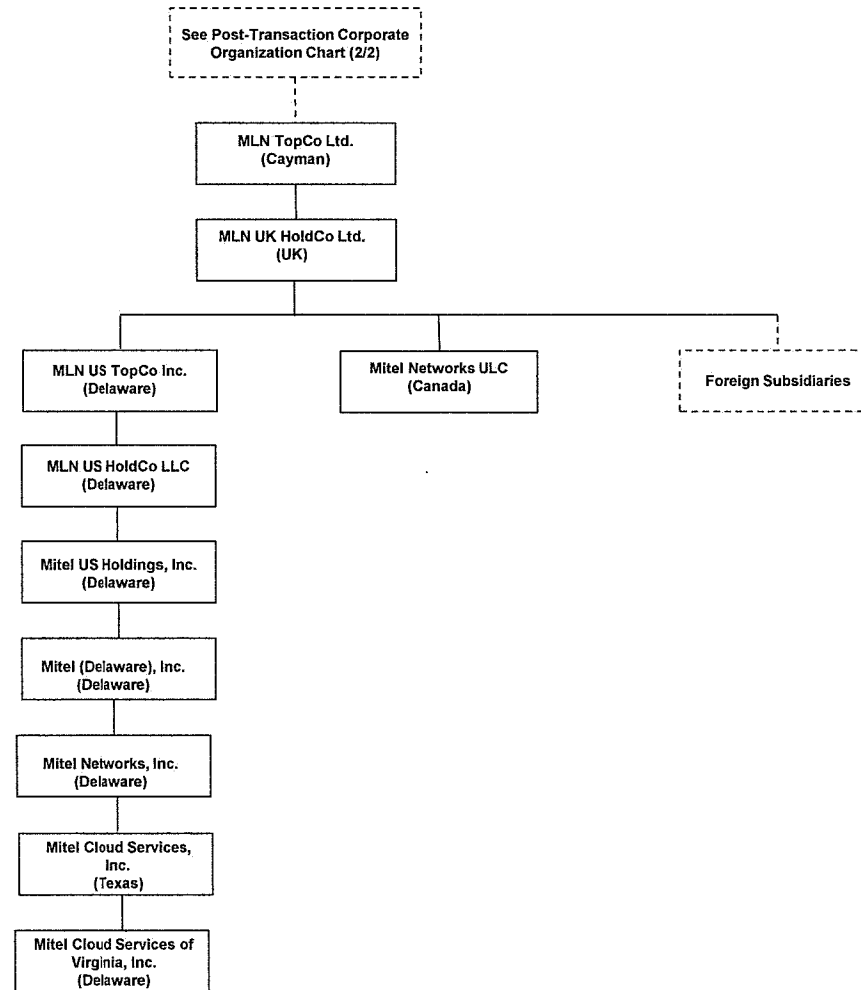 See Post-Transaction Corporate
Organization Chart (2/2)
MLN TopCo Ltd.
(Cayman)
MLN UK HoldCo Ltd.
(UK)
MLN US TopCo Inc.
(Delaware)
Mitel Networks ULC
(Canada)
Foreign Subsidiaries
MLN US HoldCo LLC
(Delaware)
Mitel US Holdings, Inc.
(Delaware)
Mitel (Delaware), Inc.
(Delaware)
Mitel Networks, Inc.
(Delaware)
Mitel Cloud Services,
Inc.
(Texas)
Mitel Cloud Services of
Virginia, Inc.
(Delaware)